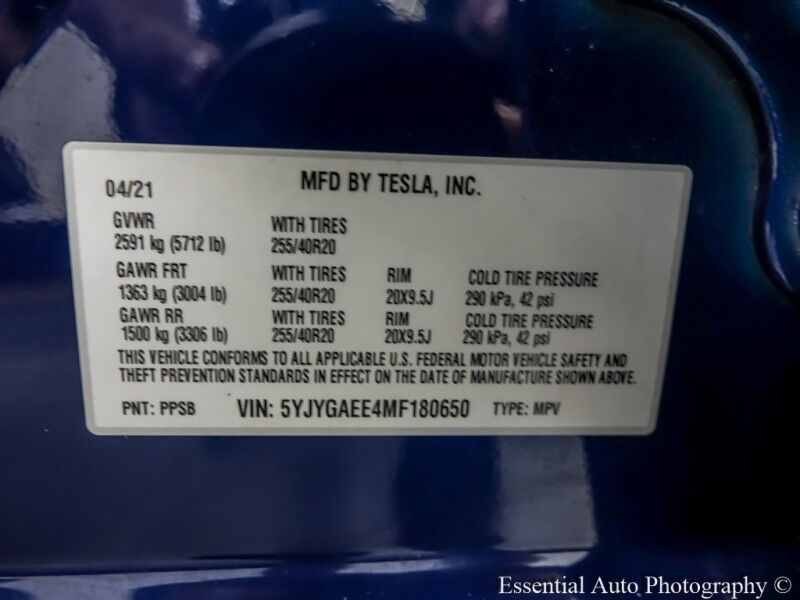 04/21 MFD BY TESLA, INC.
GVWR WITH TIRES
2591 kg (5712 lb) 255/40R20
GAWR FRT WITH TIRES RIM COLD TIRE PRESSURE
1363 kg (3004 lb) 255/40R20 20X9.5J 290 kPa, 42 psi
GAWR RR WITH TIRES RIM COLD TIRE PRESSURE
1500 kg (3306 lb) 255/40R20 20X9.5J 290 kPa, 42 psi
THIS VEHICLE CONFORMS TO ALL APPLICABLE U.S. FEDERAL MOTOR VEHICLE SAFETY AND
THEFT PREVENTION STANDARDS IN EFFECT ON THE DATE OF MANUFACTURE SHOWN ABOVE.
PNT: PPSB VIN: 5YJYGAEE4MF180650 TYPE: MPV
Essential Auto Photography ©/21